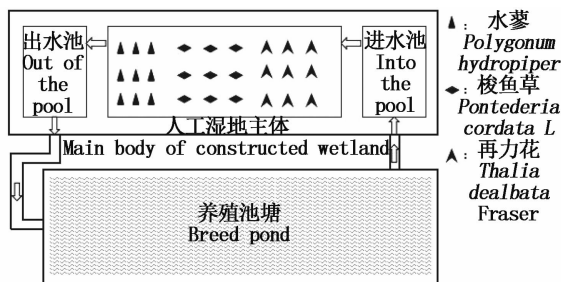 出水池
Out of
the
pool
进水池
Into
the
pool
人工湿地主体
Main body of constructed wetland
养殖池塘
Breed pond
：水蓼
Polygonum
hydropiper
：梭鱼草
Pontederia
cordata L
：再力花
Thalia
dealbata
Fraser